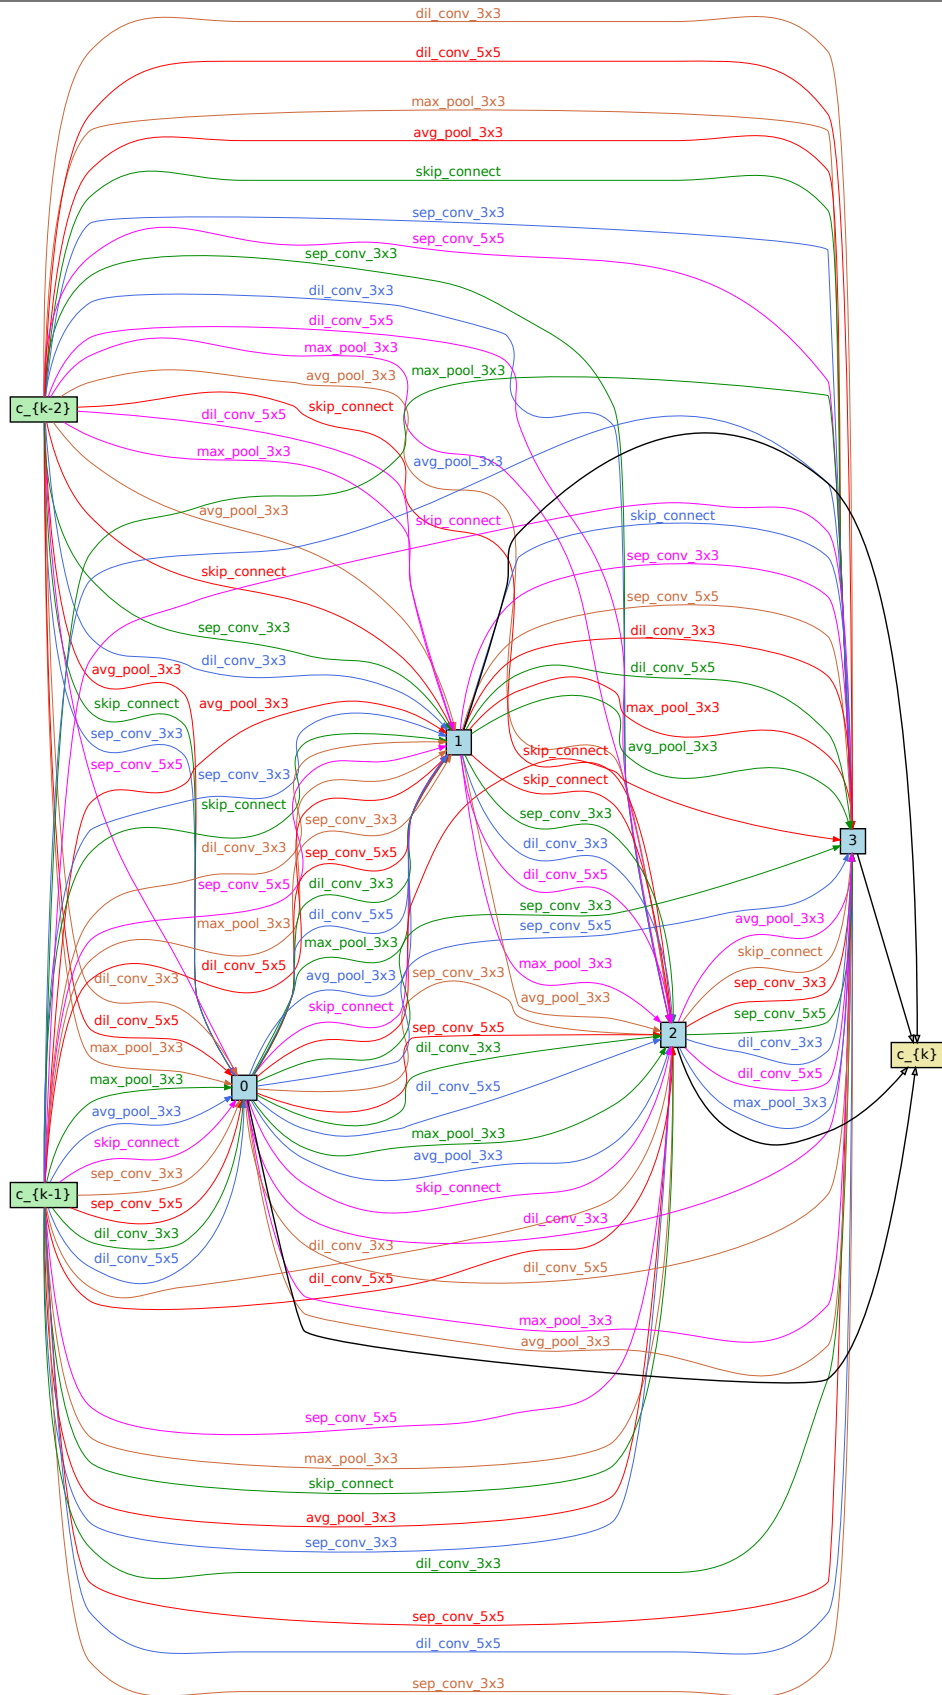 dil_conv_3x3
dil_conv_5x5
max_pool_3x3
avg_pool_3x3
skip_connect
sep_conv_3x3
sep_conv_5x5
sep_conv_3x3
dil_conv_3x3
dil_conv_5x5
max_pool_3x3
max_pool_3x3
avg_pool_3x3
c_{k-2}
skip_connect
dil_conv_5x5
max_pool_3x3
avg_pool_3x3
avg_pool_3x3
skip_connect
skip_connect
sep_conv_3x3
skip_connect
sep_conv_5x5
sep_conv_3x3
dil_conv_3x3
dil_conv_3x3
avg_pool_3x3
dil_conv_5x5
skip_connect
avg_pool_3x3
max_pool_3x3
sep_conv_3x3
1
avg_pool_3x3
skip_connect
sep_conv_5x5
sep_conv_3x3
skip_connect
skip_connect
sep_conv_3x3
sep_conv_3x3
3
dil_conv_3x3
dil_conv_3x3
sep_conv_5x5
dil_conv_5x5
sep_conv_5x5
dil_conv_3x3
sep_conv_3x3
dil_conv_5x5
avg_pool_3x3
max_pool_3x3
sep_conv_5x5
max_pool_3x3
skip_connect
dil_conv_5x5
max_pool_3x3
dil_conv_3x3
avg_pool_3x3
sep_conv_3x3
sep_conv_3x3
avg_pool_3x3
skip_connect
sep_conv_5x5
dil_conv_5x5
sep_conv_5x5
2
dil_conv_3x3
max_pool_3x3
dil_conv_3x3
c_{k}
dil_conv_5x5
max_pool_3x3
0
dil_conv_5x5
max_pool_3x3
avg_pool_3x3
max_pool_3x3
skip_connect
avg_pool_3x3
sep_conv_3x3
skip_connect
c_{k-1}
sep_conv_5x5
dil_conv_3x3
dil_conv_3x3
dil_conv_3x3
dil_conv_5x5
dil_conv_5x5
dil_conv_5x5
max_pool_3x3
avg_pool_3x3
sep_conv_5x5
max_pool_3x3
skip_connect
avg_pool_3x3
sep_conv_3x3
dil_conv_3x3
sep_conv_5x5
dil_conv_5x5
sep_conv_3x3